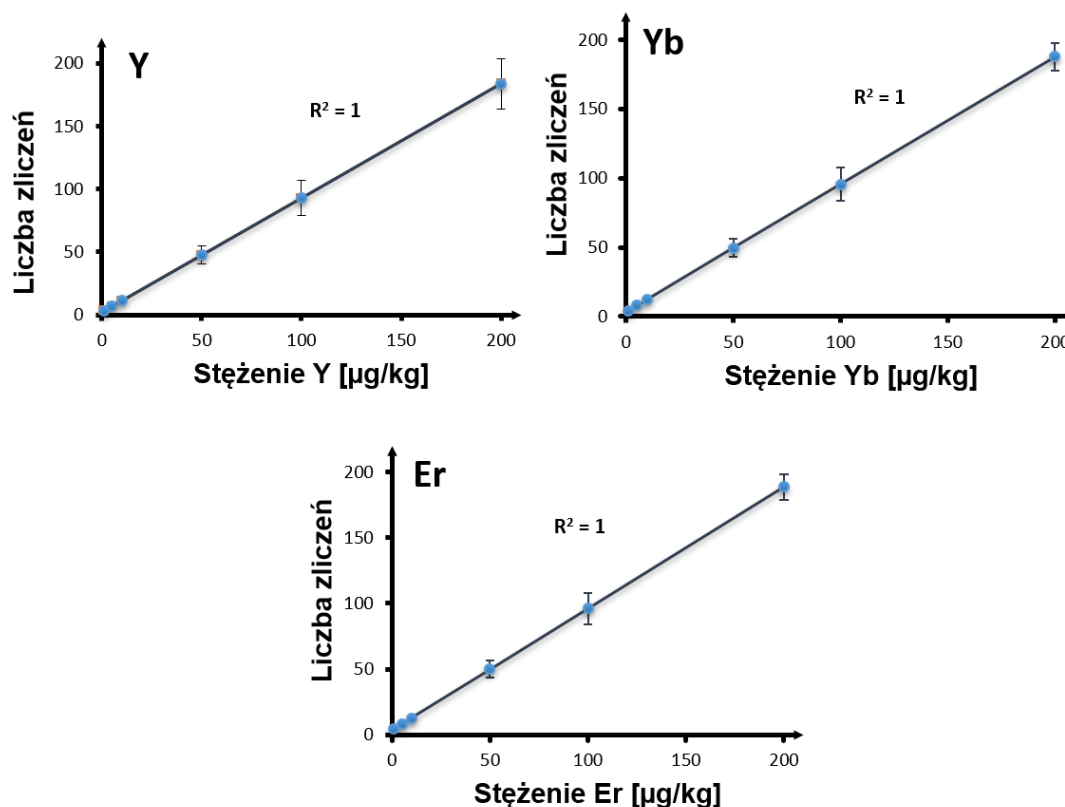 Y
R² = 1
Liczba zliczeń
200
150
100
50
0
0 50 100 150 200
Stężenie Y [µg/kg]
Yb
R² = 1
Liczba zliczeń
200
150
100
50
0
0 50 100 150 200
Stężenie Yb [µg/kg]
Er
R² = 1
Liczba zliczeń
200
150
100
50
0
0 50 100 150 200
Stężenie Er [µg/kg]